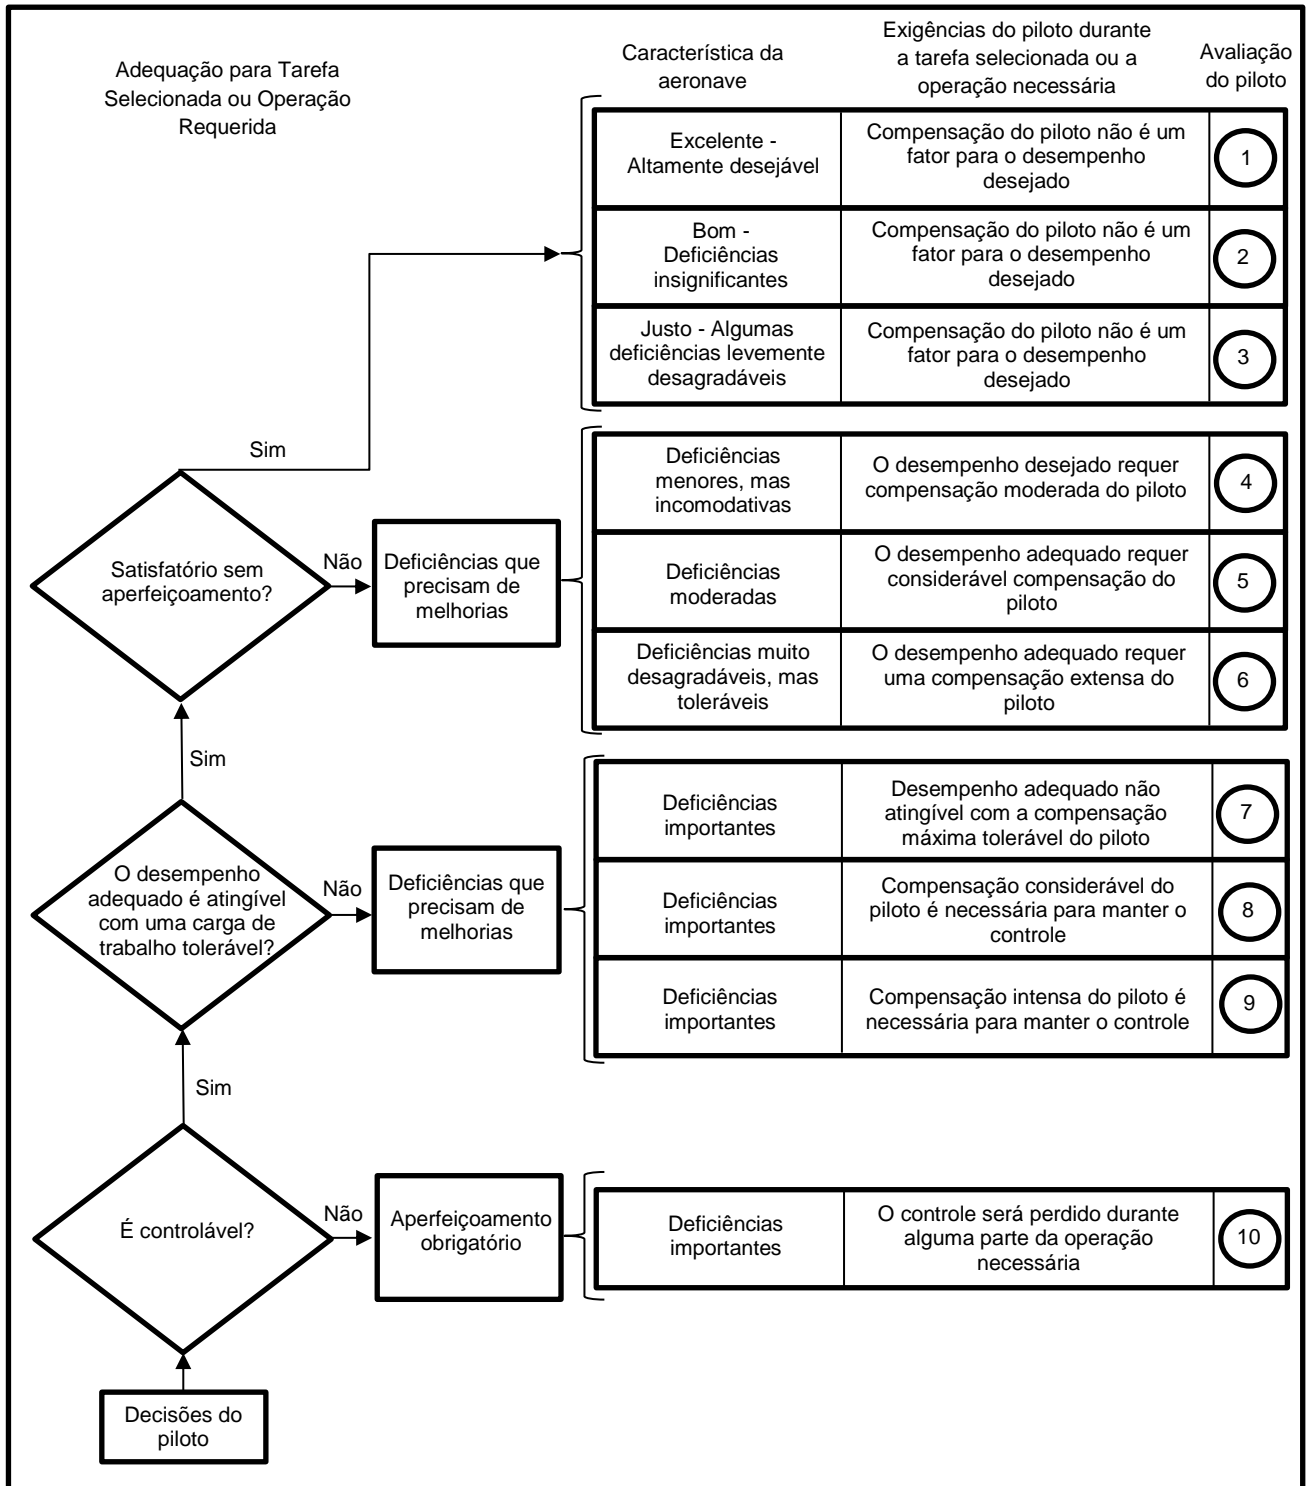 Adequação para Tarefa
Selecionada ou Operação
Requerida
Característica da
aeronave
Exigências do piloto durante
a tarefa selecionada ou a
operação necessária
Avaliação
do piloto
Excelente -
Altamente desejável
Compensação do piloto não é um
fator para o desempenho
desejado
1
Bom -
Deficiências
insignificantes
Compensação do piloto não é um
fator para o desempenho
desejado
2
Justo - Algumas
deficiências levemente
desagradáveis
Compensação do piloto não é um
fator para o desempenho
desejado
3
Sim
Satisfatório sem
aperfeiçoamento?
Não
Deficiências que
precisam de
melhorias
Deficiências
menores, mas
incomodativas
O desempenho desejado requer
compensação moderada do piloto
4
Deficiências
moderadas
O desempenho adequado requer
considerável compensação do
piloto
5
Deficiências muito
desagradáveis, mas
toleráveis
O desempenho adequado requer
uma compensação extensa do
piloto
6
Sim
O desempenho
adequado é atingível
com uma carga de
trabalho tolerável?
Não
Deficiências que
precisam de
melhorias
Deficiências
importantes
Desempenho adequado não
atingível com a compensação
máxima tolerável do piloto
7
Deficiências
importantes
Compensação considerável do
piloto é necessária para manter o
controle
8
Deficiências
importantes
Compensação intensa do piloto é
necessária para manter o controle
9
Sim
É controlável?
Não
Aperfeiçoamento
obrigatório
Deficiências
importantes
O controle será perdido durante
alguma parte da operação
necessária
10
Decisões do
piloto